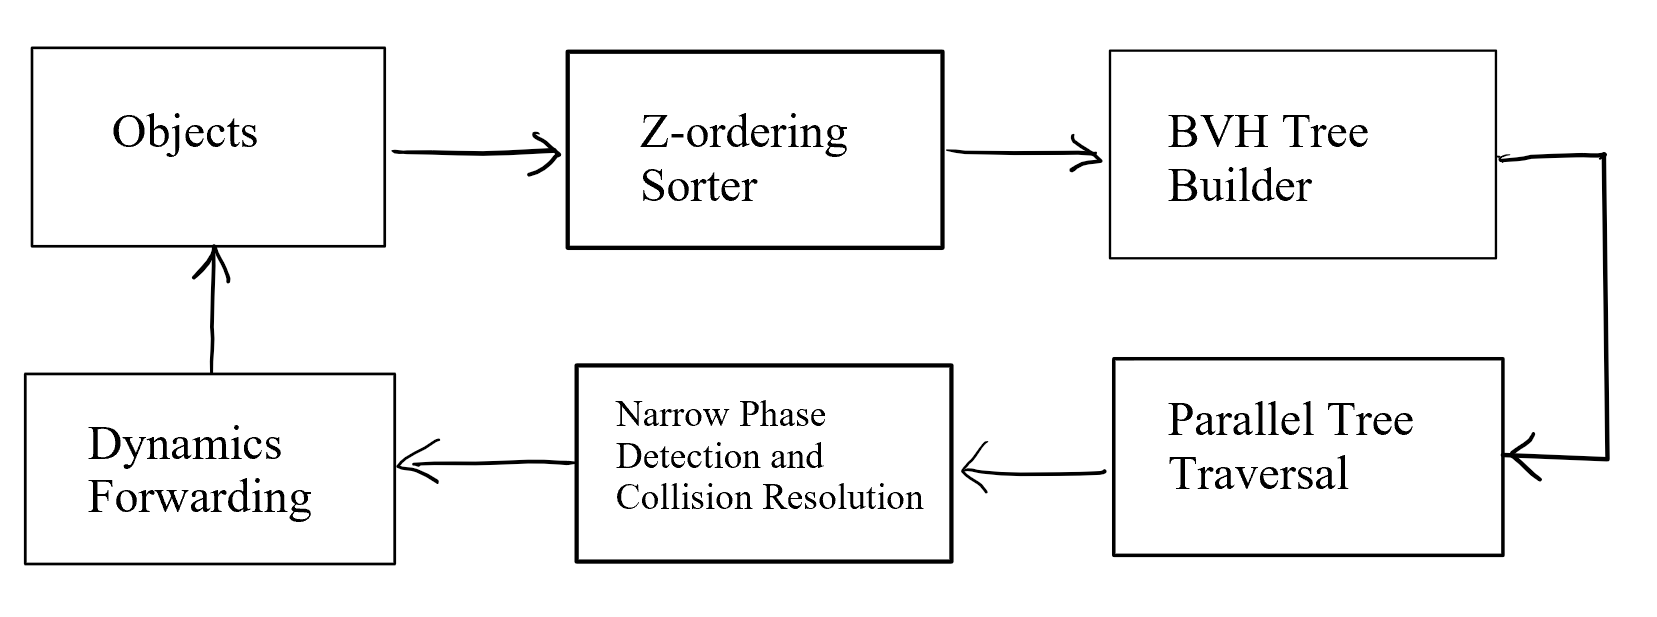 Objects
Z-ordering
Sorter
BVH Tree
Builder
Dynamics
Forwarding
Narrow Phase
Detection and
Collision Resolution
Parallel Tree
Traversal